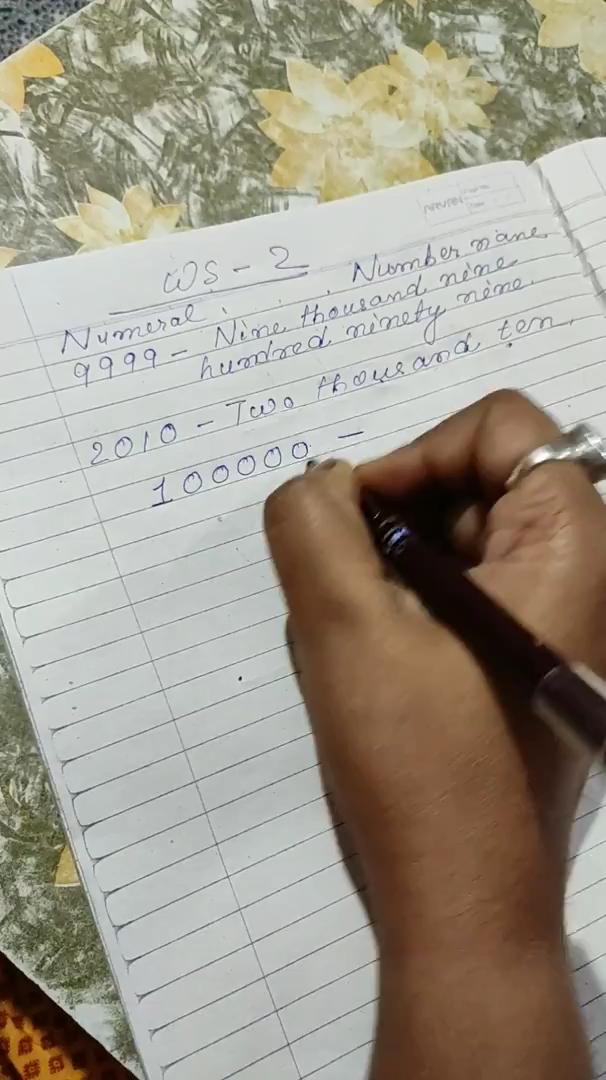 WS - 2
Numeral Number name
9999 - Nine thousand nine
hundred ninety nine.
2010 - Two thousand ten.
100000 -